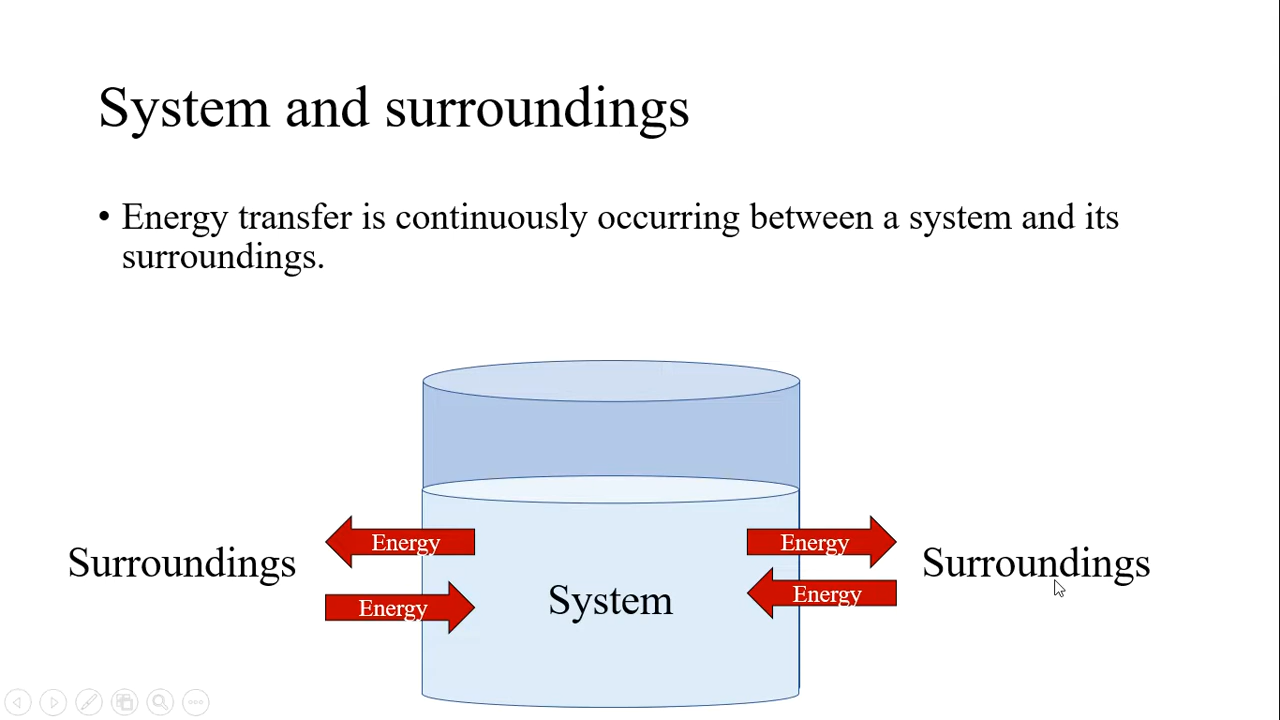 System and surroundings
• Energy transfer is continuously occurring between a system and its
surroundings.
Energy
Energy
Surroundings
Surroundings
Energy
System
Energy